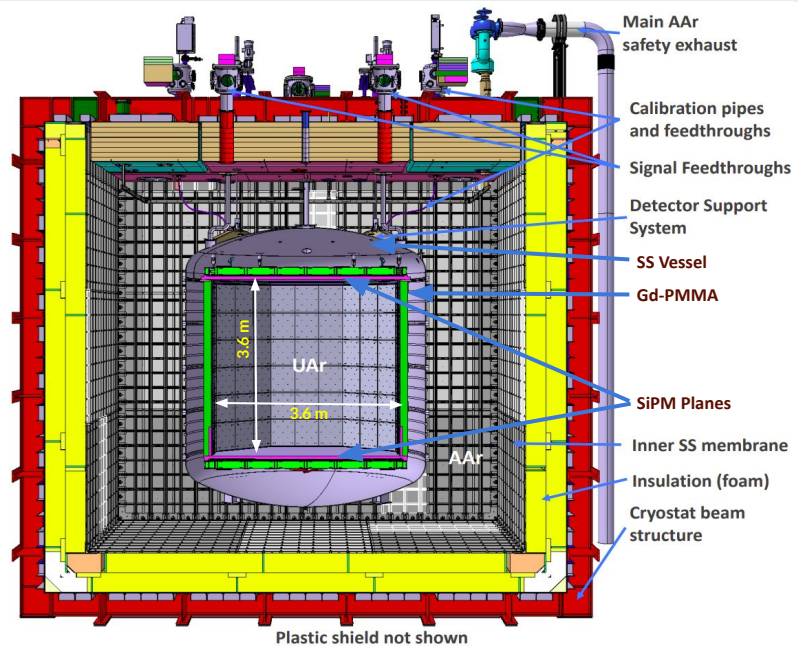 Main AAr
safety exhaust
Calibration pipes
and feedthroughs
Signal Feedthroughs
Detector Support
System
SS Vessel
Gd-PMMA
3.6 m
UAr
3.6 m
SiPM Planes
Inner SS membrane
AAr
Insulation (foam)
Cryostat beam
structure
Plastic shield not shown